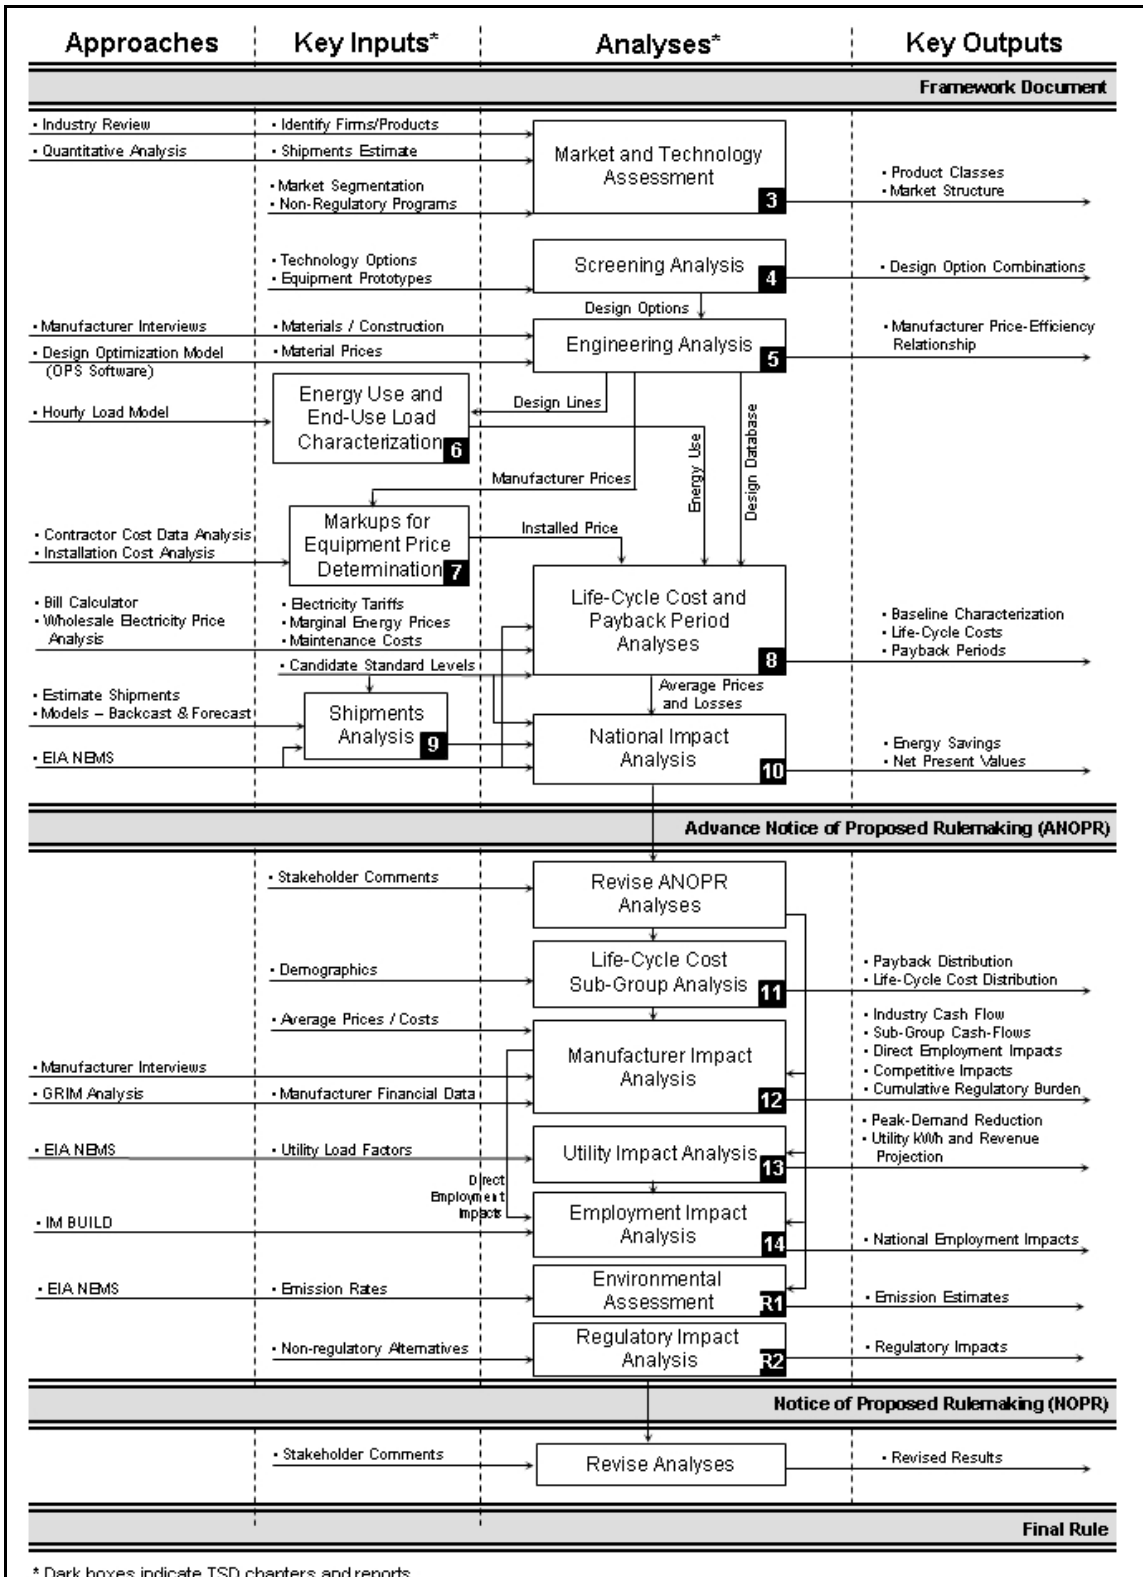 Approaches
Key Inputs*
Analyses*
Key Outputs
Framework Document
• Industry Review
• Identify Firms/Products
• Quantitative Analysis
• Shipments Estimate
• Market Segmentation
• Non-Regulatory Programs
Market and Technology
Assessment
3
• Product Classes
• Market Structure
• Technology Options
• Equipment Prototypes
Screening Analysis
4
• Design Option Combinations
Design Options
• Manufacturer Interviews
• Materials / Construction
• Design Optimization Model
(OPS Software)
• Material Prices
Engineering Analysis
5
• Manufacturer Price-Efficiency
Relationship
• Hourly Load Model
Energy Use and
End-Use Load
Characterization
6
Design Lines
Manufacturer Prices
Energy Use
Design Database
• Contractor Cost Data Analysis
• Installation Cost Analysis
Markups for
Equipment Price
Determination
7
Installed Price
• Bill Calculator
• Wholesale Electricity Price
Analysis
• Electricity Tariffs
• Marginal Energy Prices
• Maintenance Costs
• Candidate Standard Levels
Life-Cycle Cost and
Payback Period
Analyses
8
• Baseline Characterization
• Life-Cycle Costs
• Payback Periods
Average Prices
and Losses
• Estimate Shipments
• Models – Backcast & Forecast
• EIA NEMS
Shipments
Analysis
9
National Impact
Analysis
10
• Energy Savings
• Net Present Values
Advance Notice of Proposed Rulemaking (ANOPR)
• Stakeholder Comments
Revise ANOPR
Analyses
• Demographics
Life-Cycle Cost
Sub-Group Analysis
11
• Payback Distribution
• Life-Cycle Cost Distribution
• Average Prices / Costs
• Manufacturer Interviews
• GRIM Analysis
• Manufacturer Financial Data
Manufacturer Impact
Analysis
12
• Industry Cash Flow
• Sub-Group Cash-Flows
• Direct Employment Impacts
• Competitive Impacts
• Cumulative Regulatory Burden
• EIA NEMS
• Utility Load Factors
Utility Impact Analysis
13
• Peak-Demand Reduction
• Utility kWh and Revenue
Projection
Direct
Employment
Impacts
• IM BUILD
Employment Impact
Analysis
14
• National Employment Impacts
• EIA NEMS
• Emission Rates
Environmental
Assessment
R1
• Emission Estimates
• Non-regulatory Alternatives
Regulatory Impact
Analysis
R2
• Regulatory Impacts
Notice of Proposed Rulemaking (NOPR)
• Stakeholder Comments
Revise Analyses
• Revised Results
Final Rule
* Dark boxes indicate TSD chapters and reports